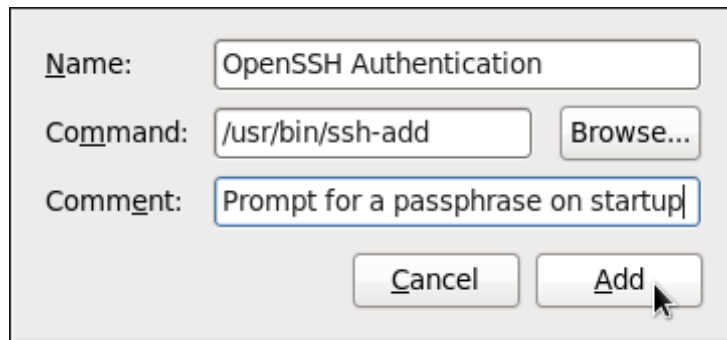 Name: OpenSSH Authentication
Command: /usr/bin/ssh-add Browse...
Comment: Prompt for a passphrase on startup
Cancel Add